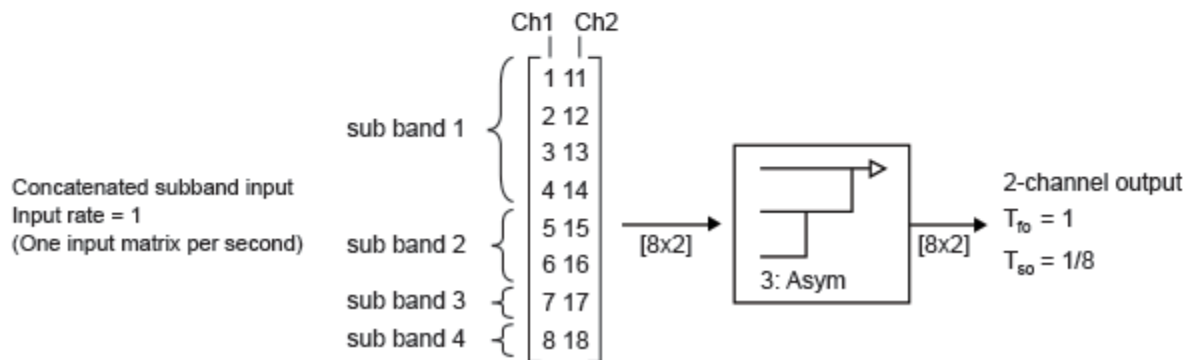 Ch1 Ch2
1 11
2 12
3 13
4 14
5 15
6 16
7 17
8 18
sub band 1
sub band 2
sub band 3
sub band 4
Concatenated subband input
Input rate = 1
(One input matrix per second)
[8x2]
3: Asym
[8x2]
2-channel output
Tfo = 1
Tso = 1/8